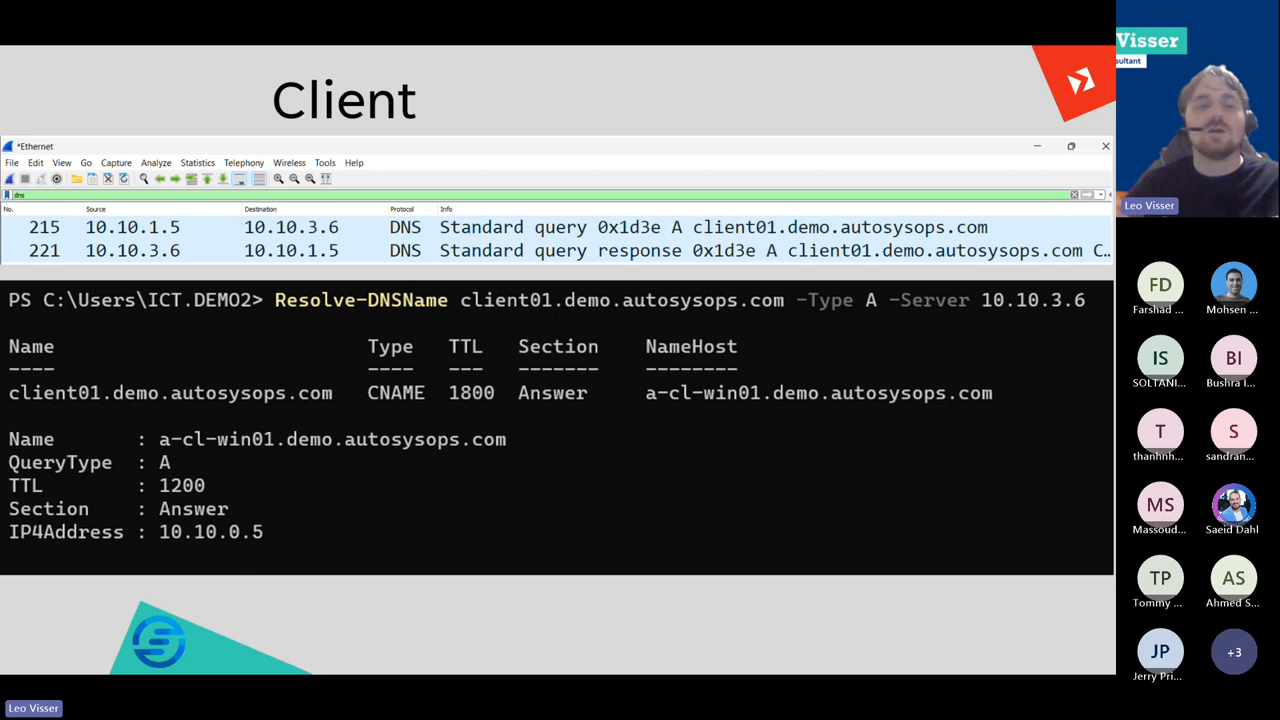 Client
*Ethernet
File Edit View Go Capture Analyze Statistics Telephony Wireless Tools Help
dns
No. Source Destination Protocol Info
215 10.10.1.5 10.10.3.6 DNS Standard query 0x1d3e A client01.demo.autosysops.com
221 10.10.3.6 10.10.1.5 DNS Standard query response 0x1d3e A client01.demo.autosysops.com C…
PS C:\Users\ICT.DEMO2> Resolve-DNSName client01.demo.autosysops.com -Type A -Server 10.10.3.6
Name Type TTL Section NameHost
---- ---- --- ------- --------
client01.demo.autosysops.com CNAME 1800 Answer a-cl-win01.demo.autosysops.com
Name : a-cl-win01.demo.autosysops.com
QueryType : A
TTL : 1200
Section : Answer
IP4Address : 10.10.0.5
Leo Visser
Visser
sultant
Leo Visser
FD
Farshad ...
Mohsen ...
IS
SOLTANI...
BI
Bushra I...
T
thanhnh...
S
sandran...
MS
Massoud...
Saeid Dahl
TP
Tommy ...
AS
Ahmed S...
JP
Jerry Pri...
+3